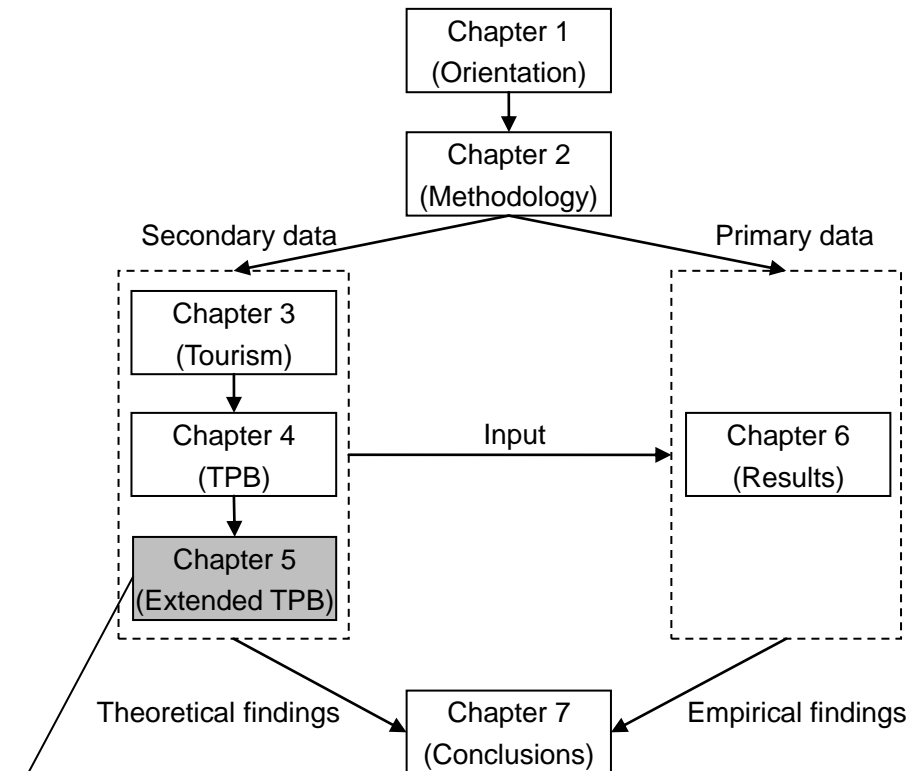 Chapter 1
(Orientation)
Chapter 2
(Methodology)
Secondary data
Primary data
Chapter 3
(Tourism)
Chapter 4
(TPB)
Input
Chapter 6
(Results)
Chapter 5
(Extended TPB)
Theoretical findings
Chapter 7
(Conclusions)
Empirical findings